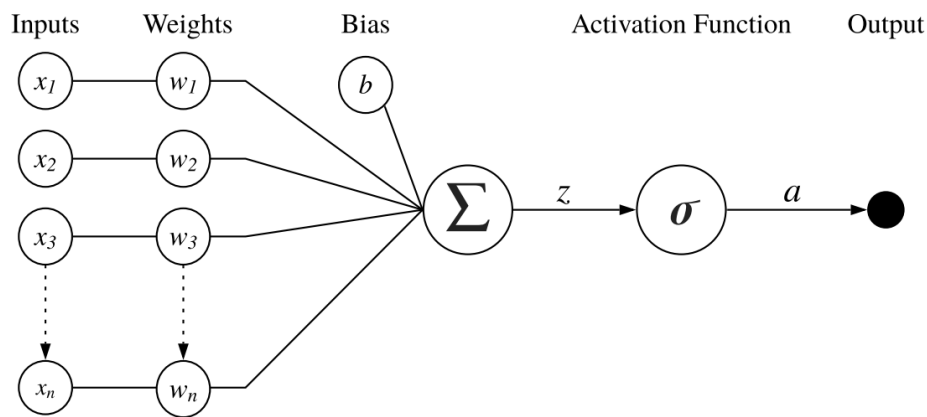 Inputs Weights Bias Activation Function Output
x1 w1 b
x2 w2
x3 w3 Σ z σ a
xn wn